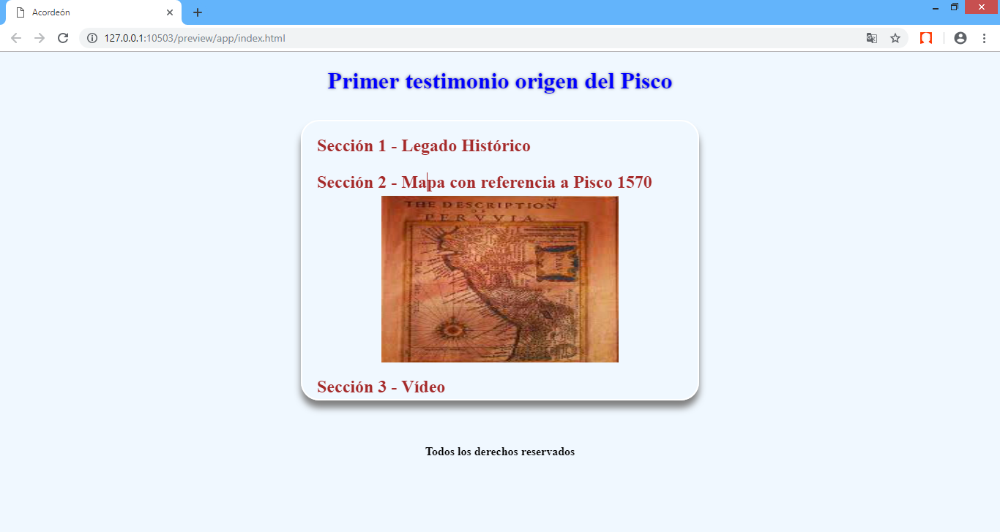 Acordeón
127.0.0.1:10503/preview/app/index.html
Primer testimonio origen del Pisco
Sección 1 - Legado Histórico
Sección 2 - Mapa con referencia a Pisco 1570
THE DESCRIPTION
OF
PERVVIA
Sección 3 - Vídeo
Todos los derechos reservados